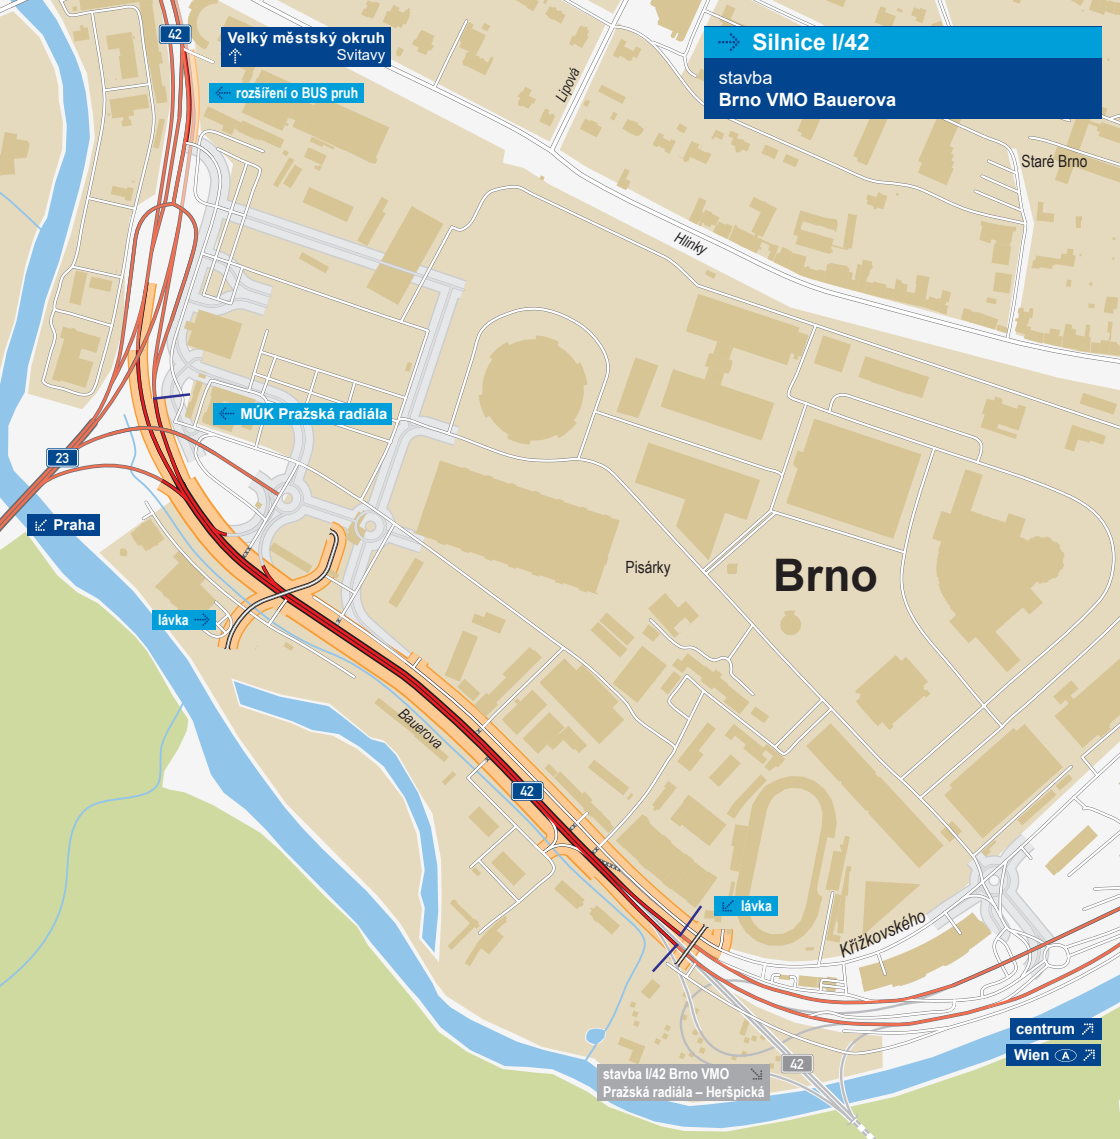 42
Velký městský okruh
Svitavy
rozšíření o BUS pruh
Silnice I/42
stavba
Brno VMO Bauerova
Lipová
Staré Brno
Hlinky
MÚK Pražská radiála
23
Praha
Pisárky
Brno
lávka
Bauerova
42
lávka
Křížkovského
centrum
Wien A
42
stavba I/42 Brno VMO
Pražská radiála – Heršpická